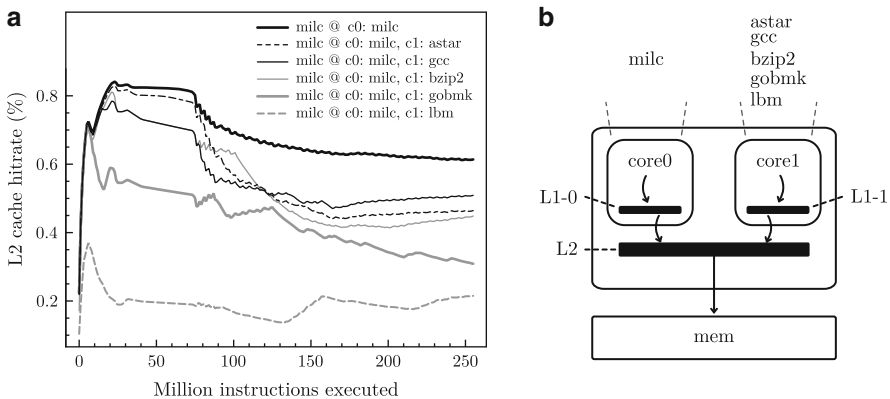 a
milc @ c0: milc
milc @ c0: milc, c1: astar
milc @ c0: milc, c1: gcc
milc @ c0: milc, c1: bzip2
milc @ c0: milc, c1: gobmk
milc @ c0: milc, c1: lbm
L2 cache hitrate (%)
0.8
0.6
0.4
0.2
0 50 100 150 200 250
Million instructions executed
b
milc
astar
gcc
bzip2
gobmk
lbm
core0 core1
L1-0 L1-1
L2
mem